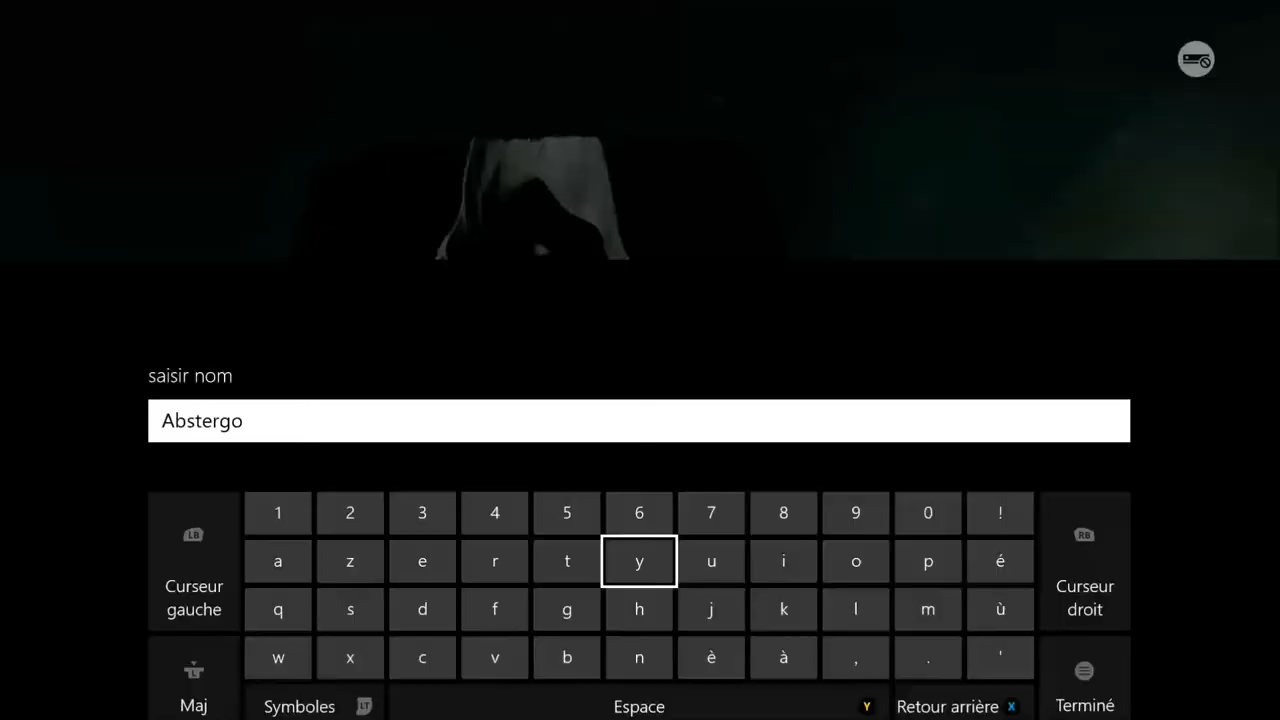 saisir nom
Abstergo
1 2 3 4 5 6 7 8 9 0 !
LB RB
a z e r t y u i o p é
Curseur gauche
Curseur droit
q s d f g h j k l m ù
w x c v b n è à , . '
L
Maj
Symboles LT
Espace Y
Retour arrière X
Terminé